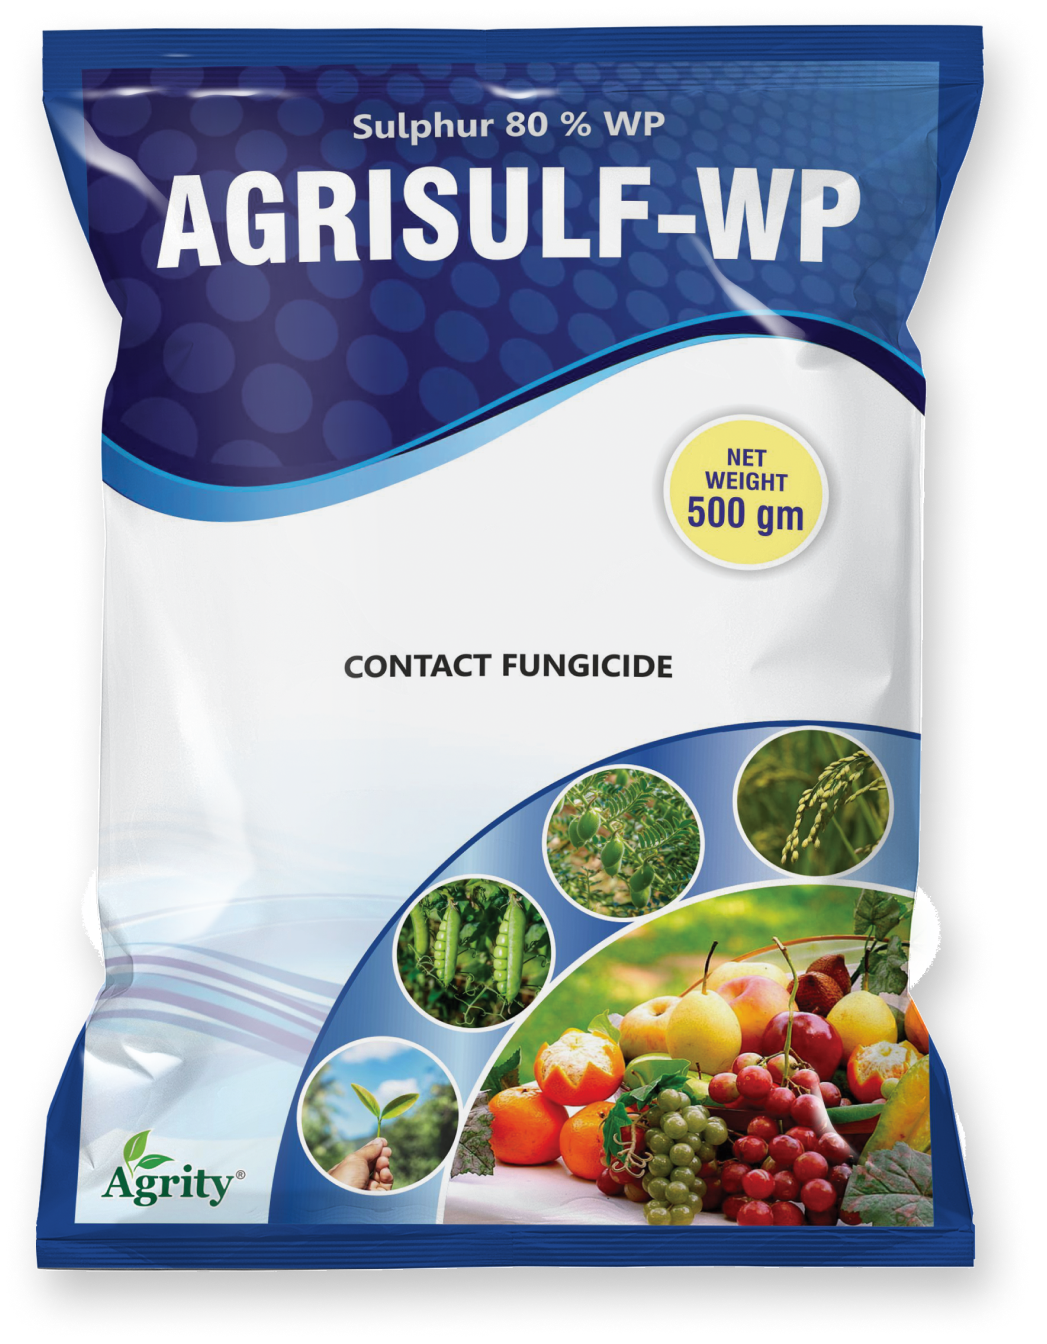 Sulphur 80 % WP
AGRISULF-WP
NET
WEIGHT
500 gm
CONTACT FUNGICIDE
Agrity®